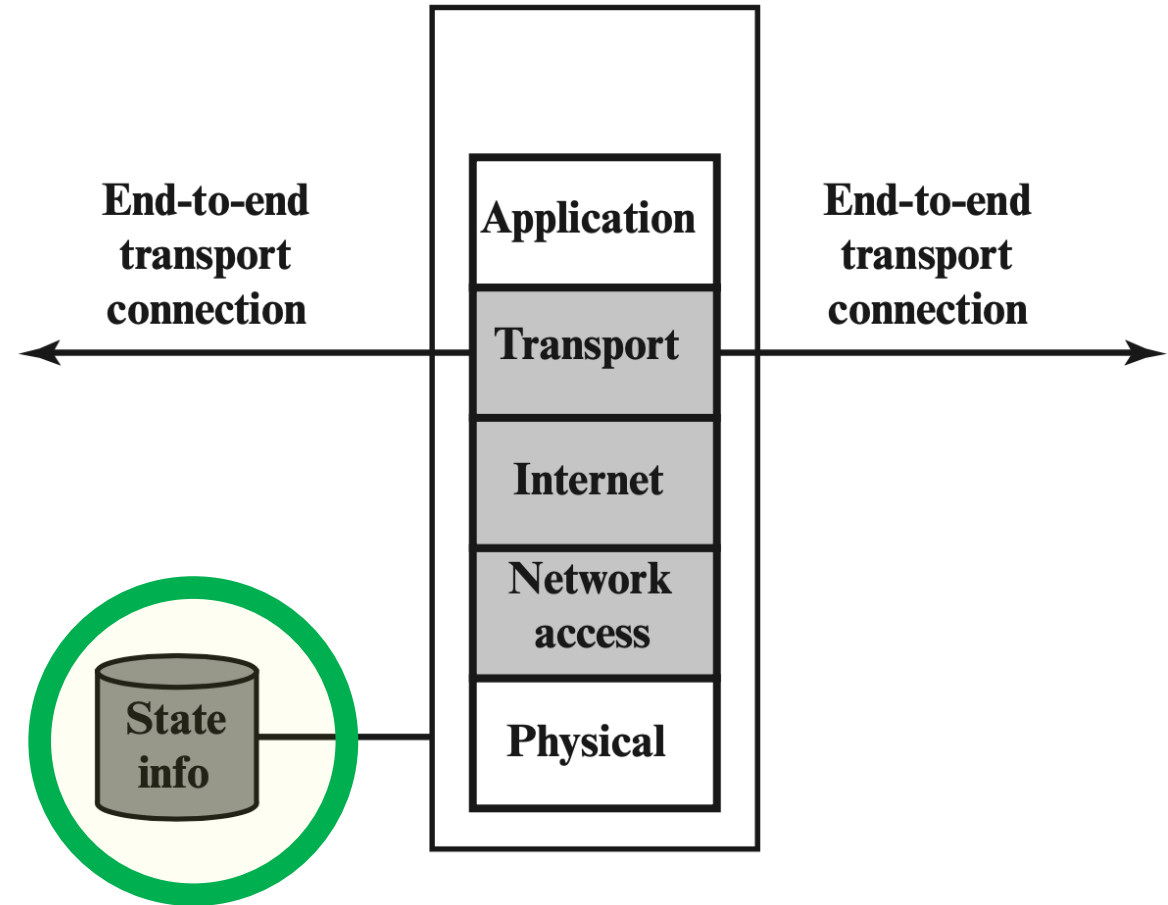 End-to-end
transport
connection
Application
Transport
Internet
Network
access
Physical
End-to-end
transport
connection
State
info